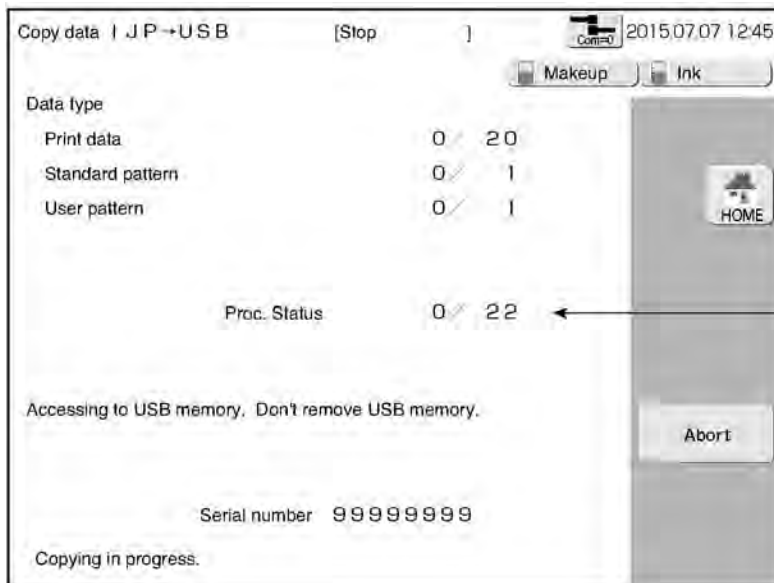 Copy data IJP→USB [Stop ] Com=0 2015.07.07 12:45
Makeup Ink
Data type
Print data 0/ 20
Standard pattern 0/ 1
User pattern 0/ 1
HOME
Proc. Status 0/ 22
Accessing to USB memory. Don't remove USB memory.
Abort
Serial number 99999999
Copying in progress.